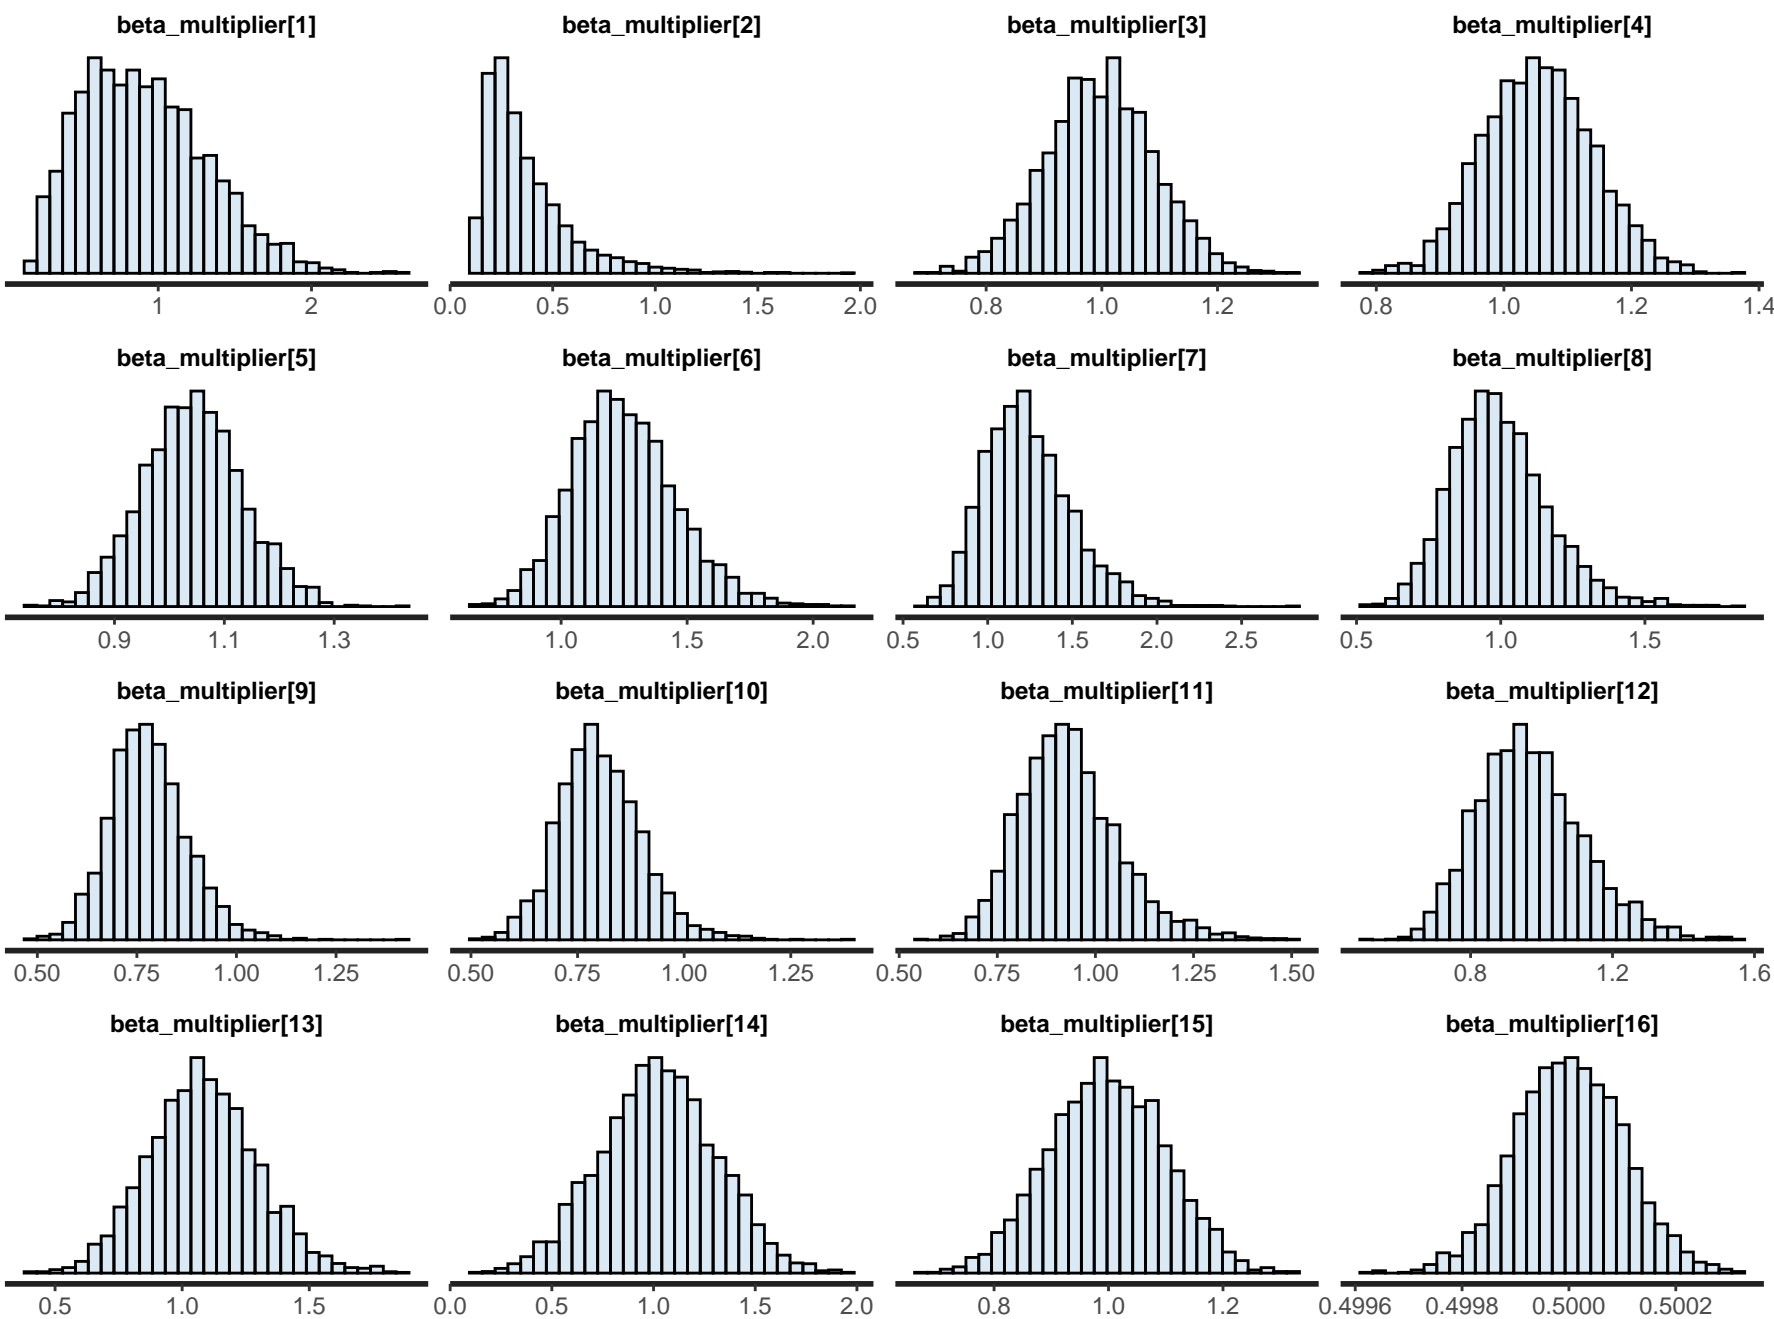 beta_multiplier[1] beta_multiplier[2] beta_multiplier[3] beta_multiplier[4]
1 2 0.0 0.5 1.0 1.5 2.0 0.8 1.0 1.2 0.8 1.0 1.2 1.4
beta_multiplier[5] beta_multiplier[6] beta_multiplier[7] beta_multiplier[8]
0.9 1.1 1.3 1.0 1.5 2.0 0.5 1.0 1.5 2.0 2.5 0.5 1.0 1.5
beta_multiplier[9] beta_multiplier[10] beta_multiplier[11] beta_multiplier[12]
0.50 0.75 1.00 1.25 0.50 0.75 1.00 1.25 0.50 0.75 1.00 1.25 1.50 0.8 1.2 1.6
beta_multiplier[13] beta_multiplier[14] beta_multiplier[15] beta_multiplier[16]
0.5 1.0 1.5 0.0 0.5 1.0 1.5 2.0 0.8 1.0 1.2 0.4996 0.4998 0.5000 0.5002